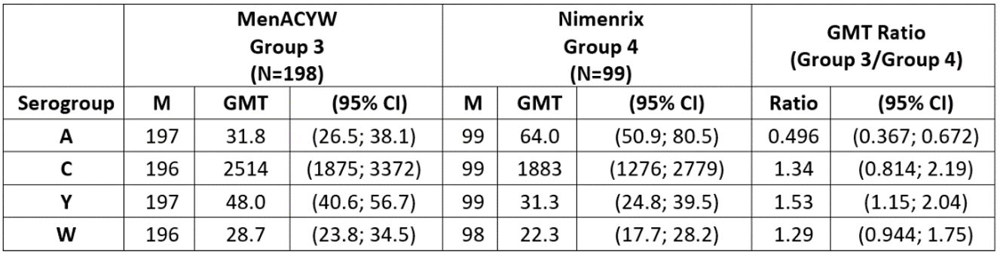 MenACYW
Group 3
(N=198)
Nimenrix
Group 4
(N=99)
GMT Ratio
(Group 3/Group 4)
Serogroup M GMT (95% CI) M GMT (95% CI) Ratio (95% CI)
A 197 31.8 (26.5; 38.1) 99 64.0 (50.9; 80.5) 0.496 (0.367; 0.672)
C 196 2514 (1875; 3372) 99 1883 (1276; 2779) 1.34 (0.814; 2.19)
Y 197 48.0 (40.6; 56.7) 99 31.3 (24.8; 39.5) 1.53 (1.15; 2.04)
W 196 28.7 (23.8; 34.5) 98 22.3 (17.7; 28.2) 1.29 (0.944; 1.75)